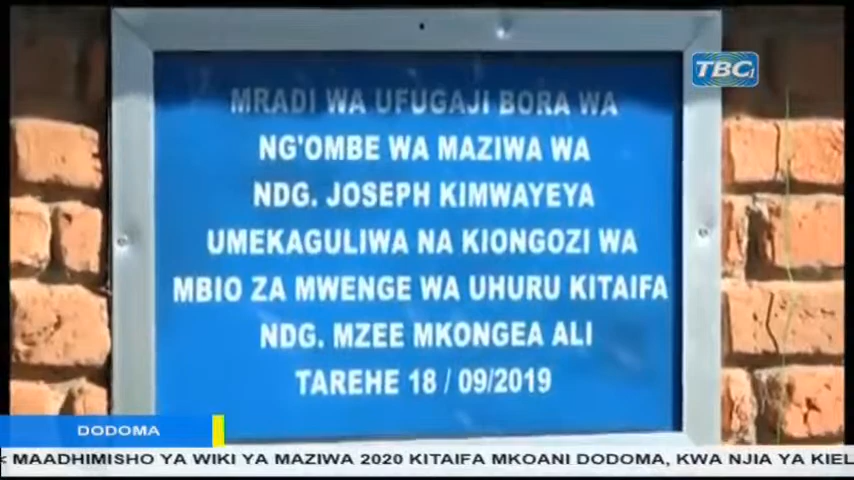 TBC1
MRADI WA UFUGAJI BORA WA
NG'OMBE WA MAZIWA WA
NDG. JOSEPH KIMWAYEYA
UMEKAGULIWA NA KIONGOZI WA
MBIO ZA MWENGE WA UHURU KITAIFA
NDG. MZEE MKONGEA ALI
TAREHE 18 / 09/2019
DODOMA
MAADHIMISHO YA WIKI YA MAZIWA 2020 KITAIFA MKOANI DODOMA, KWA NJIA YA KIEL